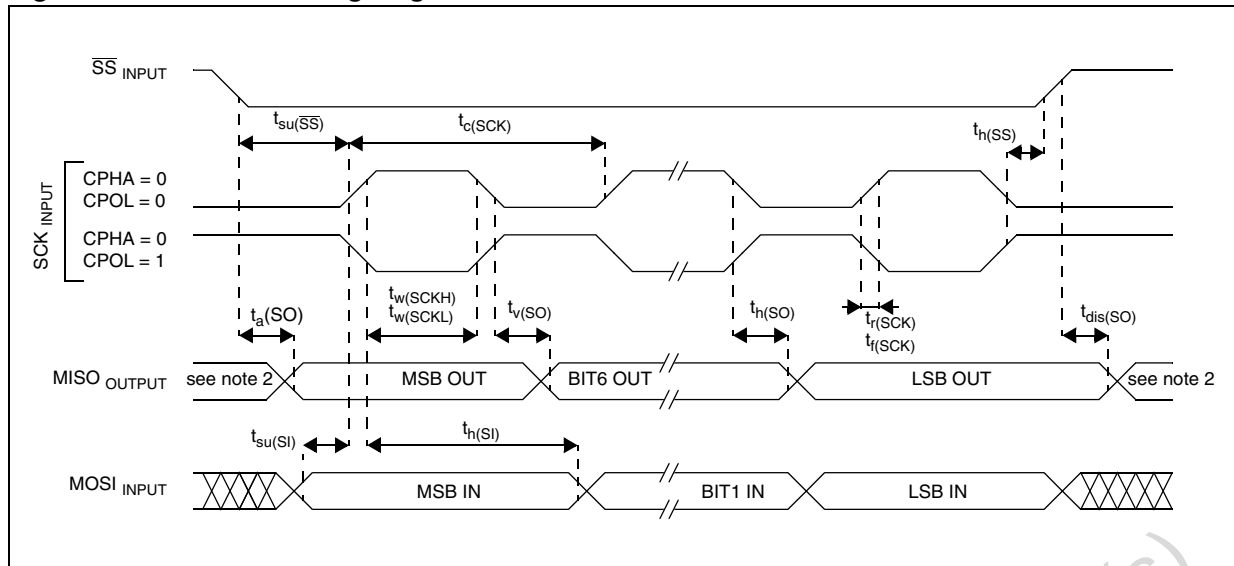 SS INPUT
tsu(SS)
tc(SCK)
th(SS)
SCK INPUT
CPHA = 0
CPOL = 0
CPHA = 0
CPOL = 1
ta(SO)
tw(SCKH)
tw(SCKL)
tv(SO)
th(SO)
tr(SCK)
tf(SCK)
tdis(SO)
MISO OUTPUT
see note 2
MSB OUT
BIT6 OUT
LSB OUT
see note 2
tsu(SI)
th(SI)
MOSI INPUT
MSB IN
BIT1 IN
LSB IN